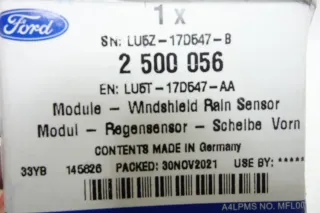 1 x
Ford
SN: LU5Z-17D547-B
2 500 056
EN: LU5T-17D547-AA
Module - Windshield Rain Sensor
Modul - Regensensor - Scheibe Vorn
CONTENTS MADE IN Germany
33YB 145826 PACKED: 30NOV2021 USE BY: *****
A4LPMS NO. MFL00